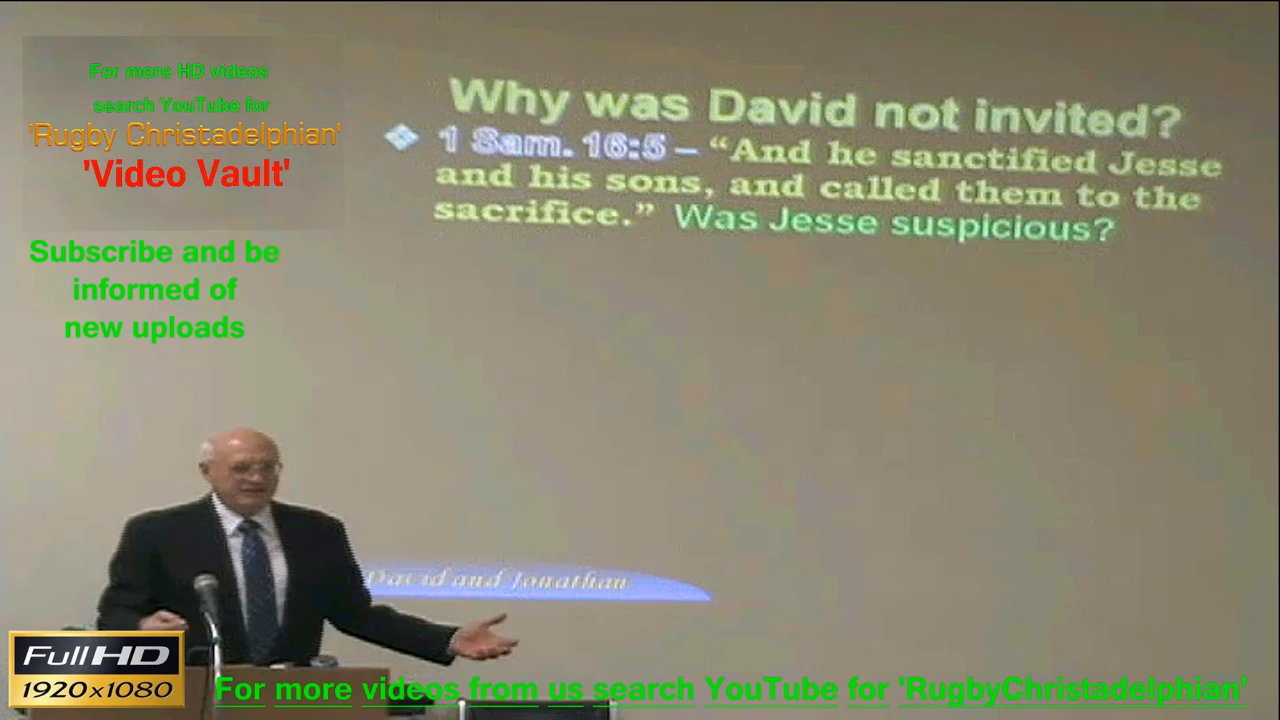 For more HD videos
search YouTube for
'Rugby Christadelphian'
'Video Vault'
Subscribe and be
informed of
new uploads
Why was David not invited?
1 Sam. 16:5 – “And he sanctified Jesse
and his sons, and called them to the
sacrifice.” Was Jesse suspicious?
David and Jonathan
Full HD
1920x1080
For more videos from us search YouTube for 'RugbyChristadelphian'